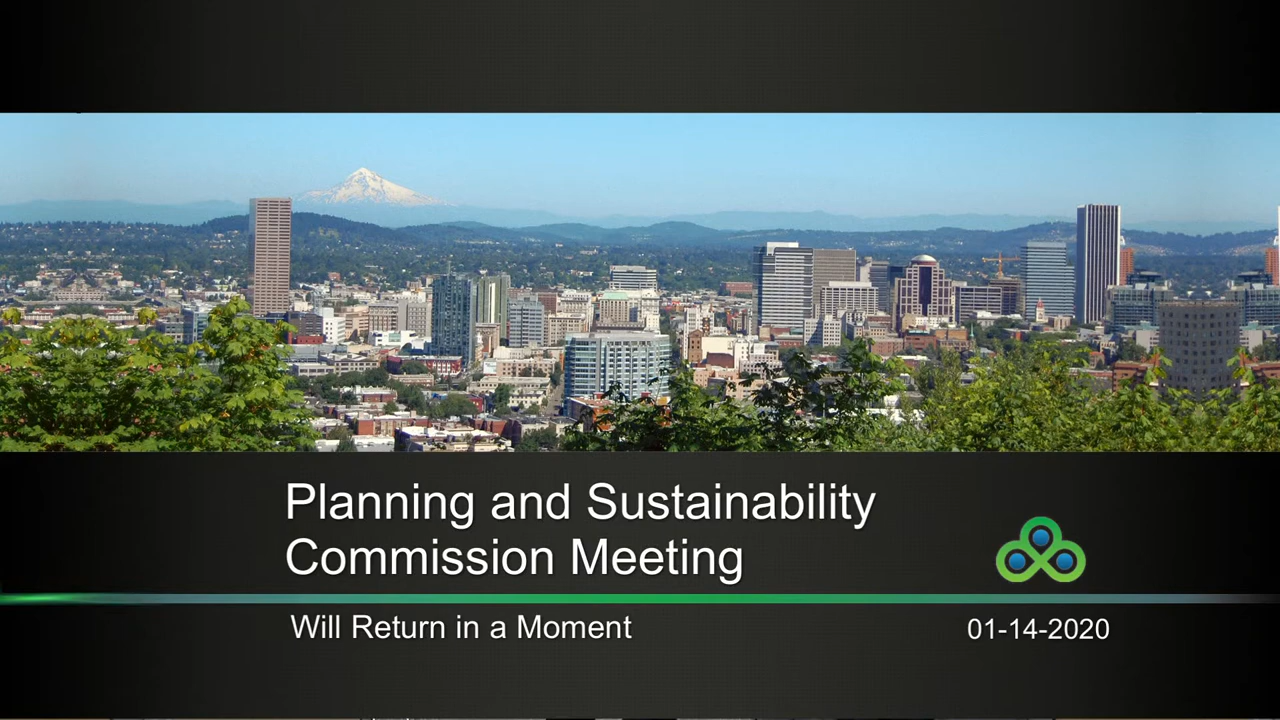 Planning and Sustainability
Commission Meeting
Will Return in a Moment
01-14-2020